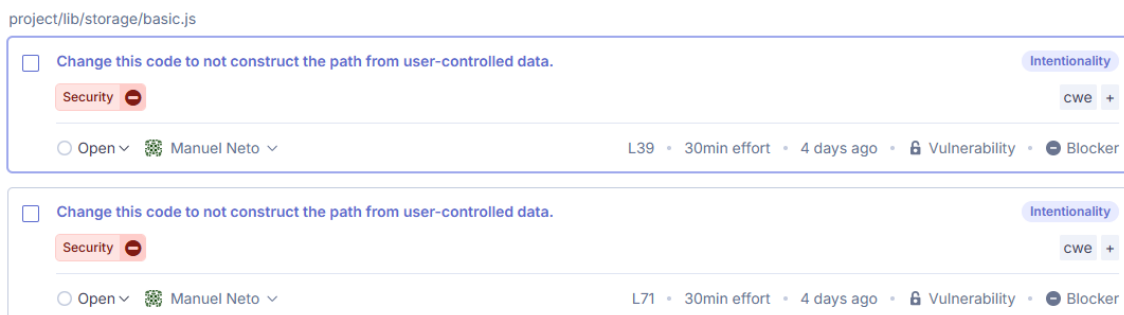 project/lib/storage/basic.js
Change this code to not construct the path from user-controlled data. Intentionality
Security cwe +
Open Manuel Neto L39 • 30min effort • 4 days ago • Vulnerability • Blocker
Change this code to not construct the path from user-controlled data. Intentionality
Security cwe +
Open Manuel Neto L71 • 30min effort • 4 days ago • Vulnerability • Blocker